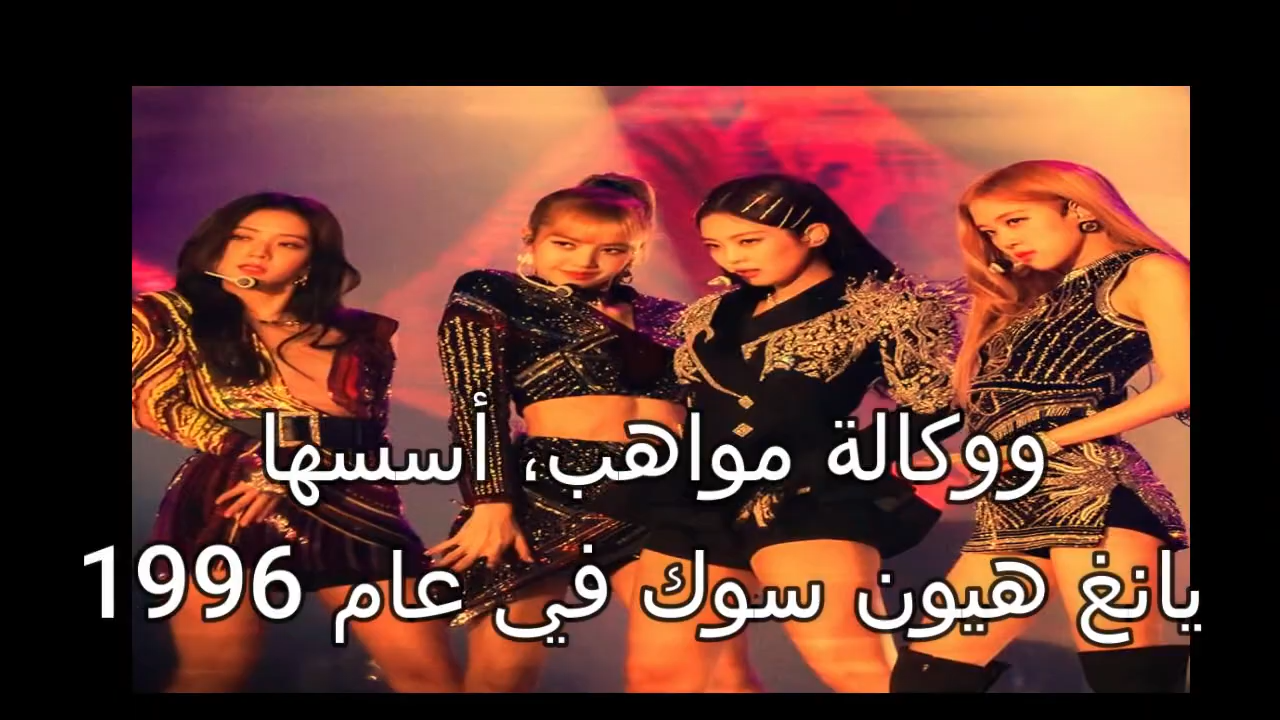 ووكالة مواهب، أسسها
يانغ هيون سوك في عام 1996